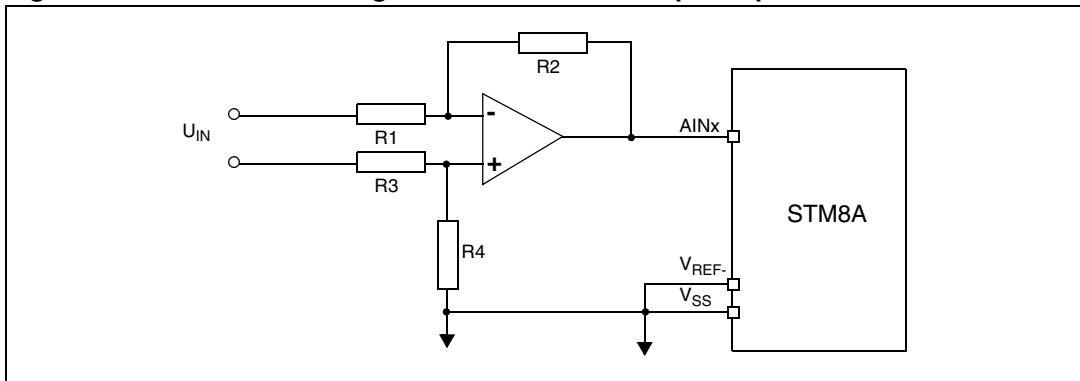 R2
AINx
-
U_IN
R1
+
R3
STM8A
R4
V_REF-
V_SS